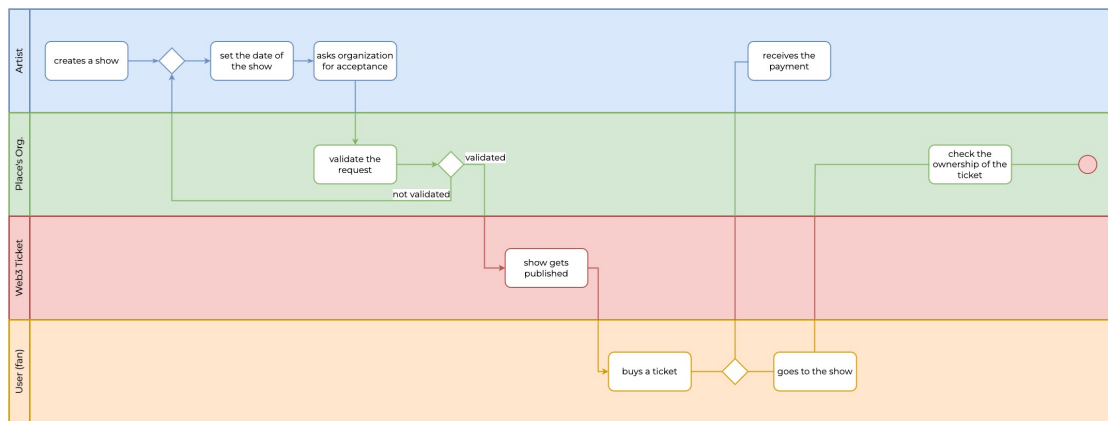 Artist
creates a show
set the date of
the show
asks organization
for acceptance
receives the
payment
Place's Org.
validate the
request
validated
not validated
check the
ownership of the
ticket
Web3 Ticket
show gets
published
User (fan)
buys a ticket
goes to the show